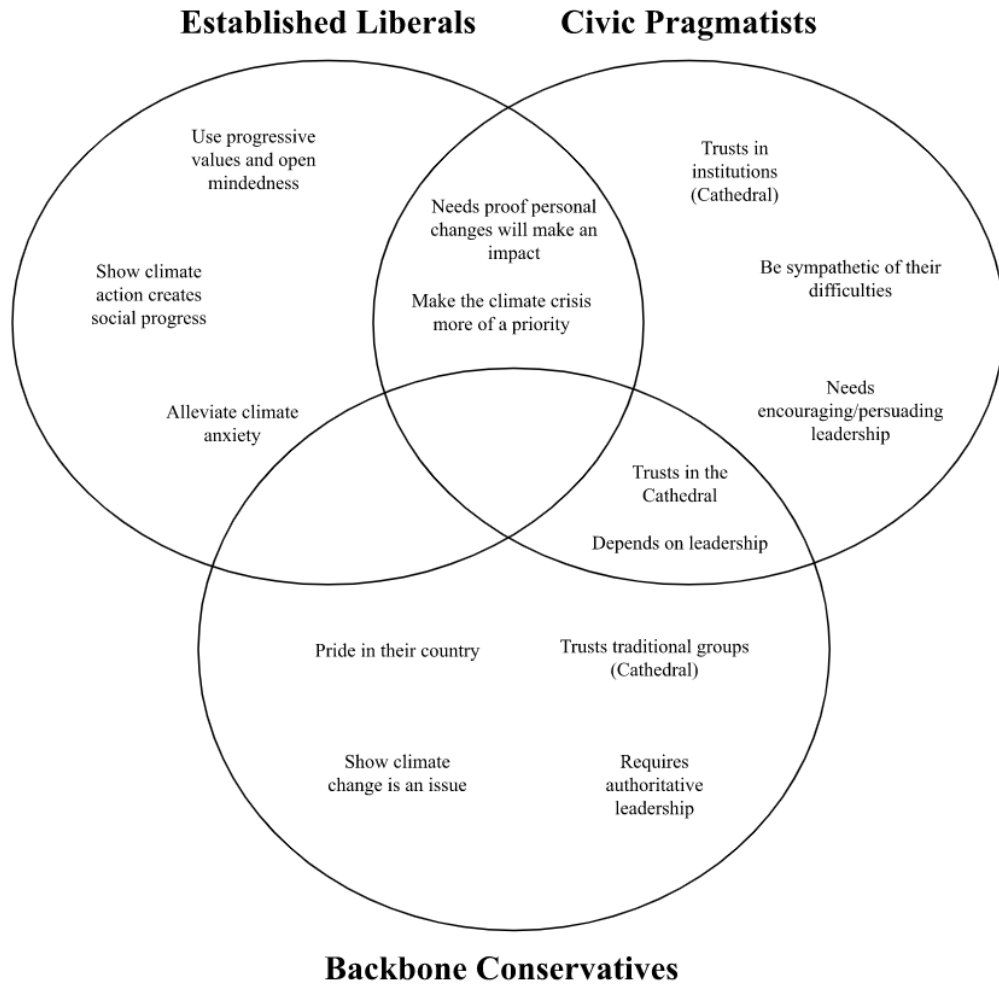 Established Liberals
Civic Pragmatists
Use progressive
values and open
mindedness
Show climate
action creates
social progress
Alleviate climate
anxiety
Needs proof personal
changes will make an
impact
Make the climate crisis
more of a priority
Trusts in
institutions
(Cathedral)
Be sympathetic of their
difficulties
Needs
encouraging/persuading
leadership
Trusts in the
Cathedral
Depends on leadership
Pride in their country
Trusts traditional groups
(Cathedral)
Show climate
change is an issue
Requires
authoritative
leadership
Backbone Conservatives